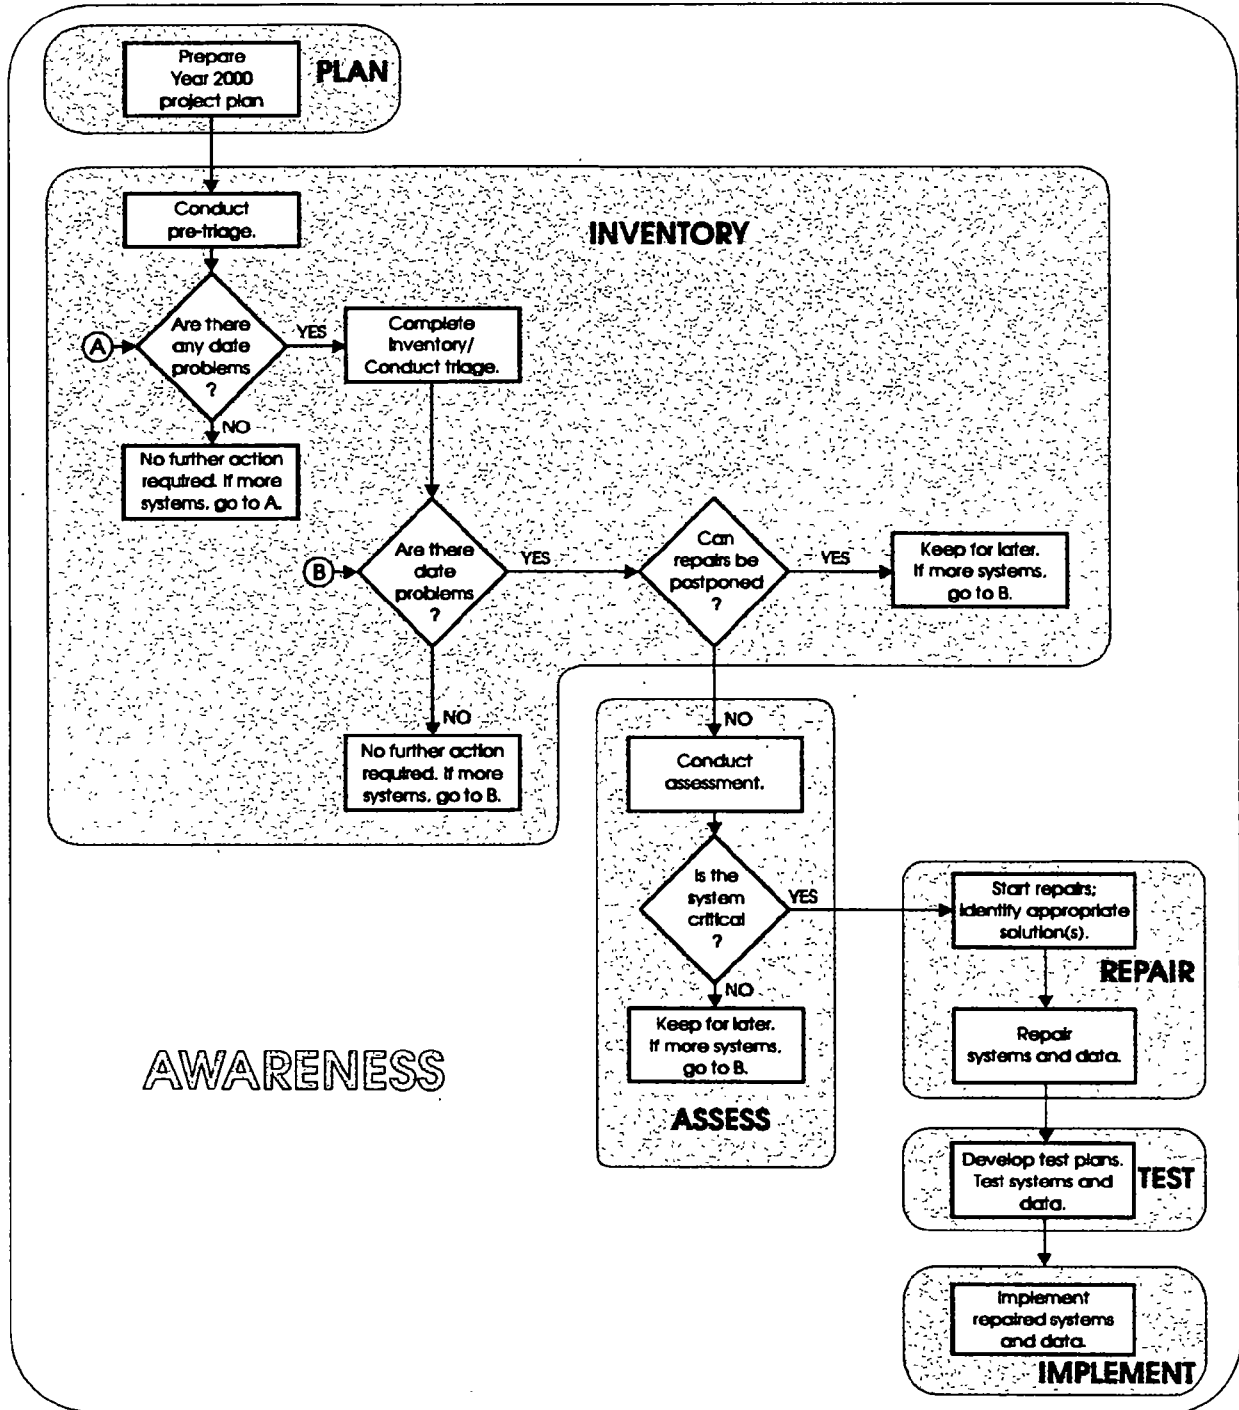 Prepare
Year 2000
project plan
PLAN
Conduct
pre-triage.
INVENTORY
A
Are there
any date
problems
?
YES
Complete
Inventory/
Conduct triage.
NO
No further action
required. If more
systems, go to A.
B
Are there
date
problems
?
YES
Can
repairs be
postponed
?
YES
Keep for later.
If more systems,
go to B.
NO
No further action
required. If more
systems, go to B.
NO
Conduct
assessment.
Is the
system
critical
?
YES
Start repairs;
identify appropriate
solution(s).
REPAIR
NO
Keep for later.
If more systems,
go to B.
ASSESS
Repair
systems and data.
AWARENESS
Develop test plans.
Test systems and
data.
TEST
Implement
repaired systems
and data.
IMPLEMENT